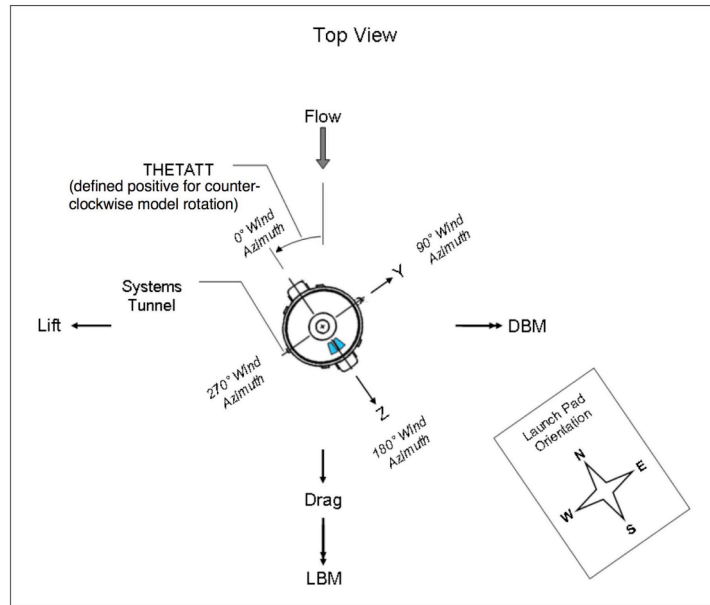 Top View
Flow
THETATT
(defined positive for counter-
clockwise model rotation)
0° Wind
Azimuth
90° Wind
Azimuth
Y
Systems
Tunnel
Lift
DBM
270° Wind
Azimuth
Z
180° Wind
Azimuth
Launch Pad
Orientation
N
E
W
S
Drag
LBM